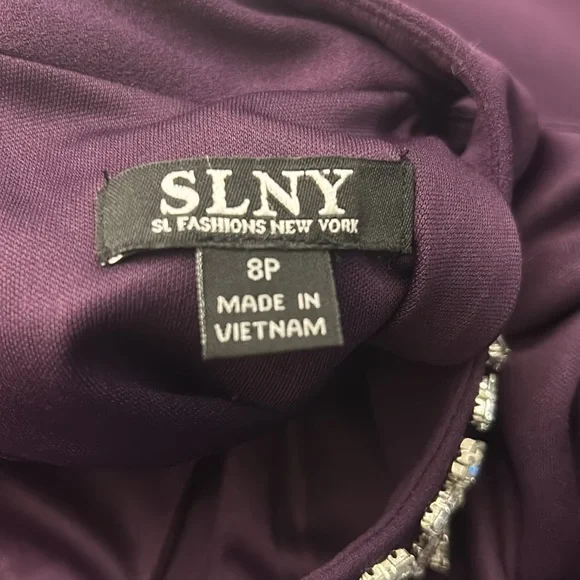 SLNY
SL FASHIONS NEW YORK
8P
MADE IN
VIETNAM